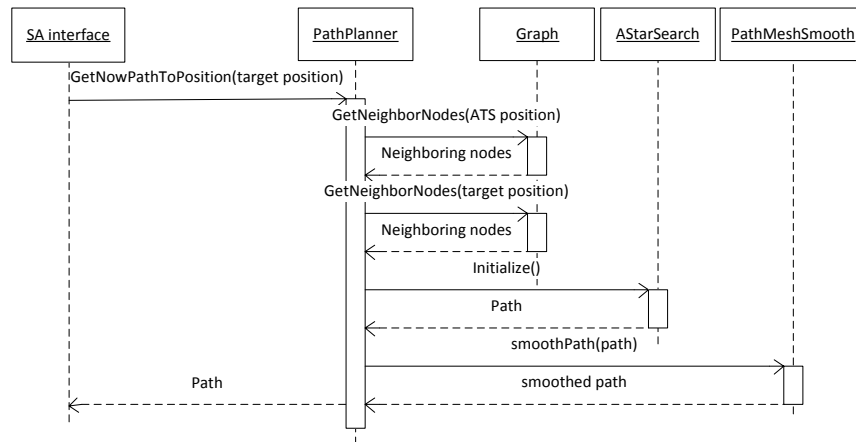 SA interface
PathPlanner
Graph
AStarSearch
PathMeshSmooth
GetNowPathToPosition(target position)
GetNeighborNodes(ATS position)
Neighboring nodes
GetNeighborNodes(target position)
Neighboring nodes
Initialize()
Path
smoothPath(path)
Path
smoothed path